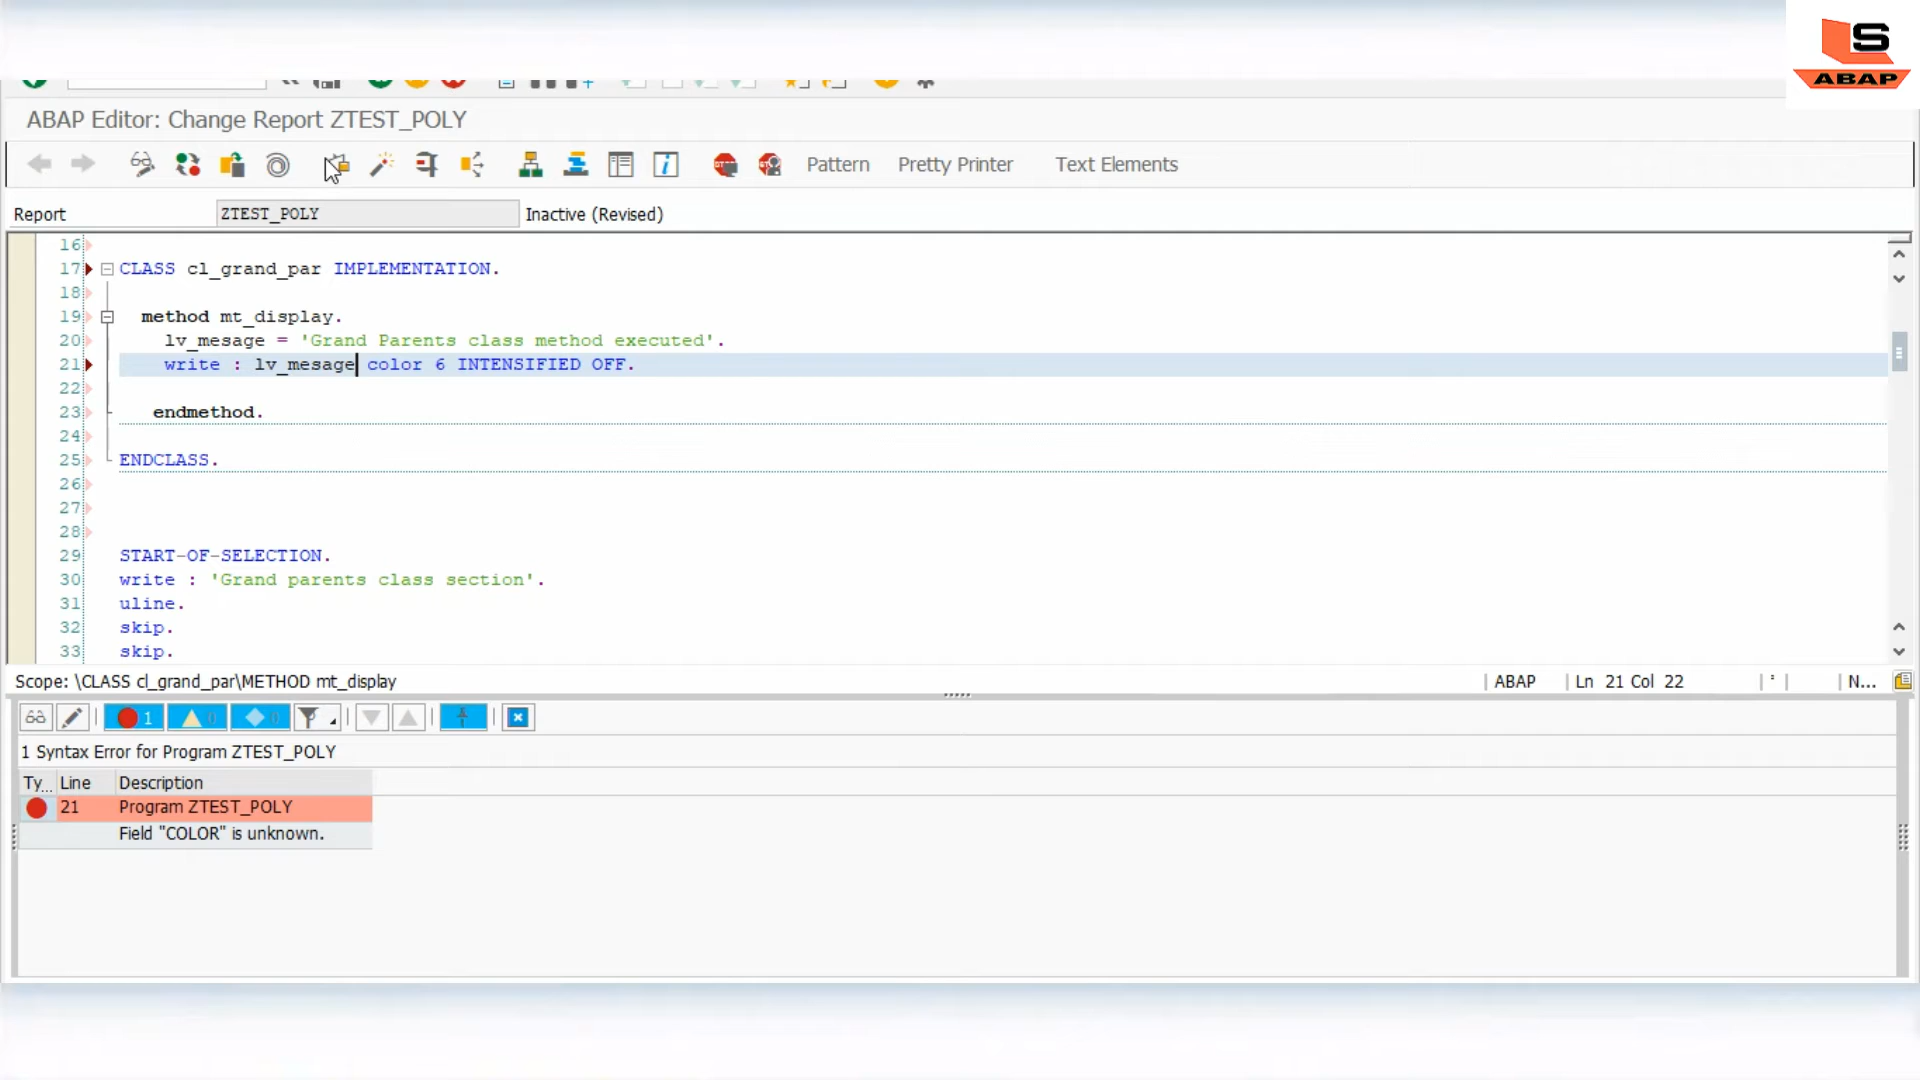 S
ABAP
ABAP Editor: Change Report ZTEST_POLY
Pattern Pretty Printer Text Elements
Report ZTEST_POLY Inactive (Revised)
16
17 CLASS cl_grand_par IMPLEMENTATION.
18
19 method mt_display.
20 lv_mesage = 'Grand Parents class method executed'.
21 write : lv_mesage color 6 INTENSIFIED OFF.
22
23 endmethod.
24
25 ENDCLASS.
26
27
28
29 START-OF-SELECTION.
30 write : 'Grand parents class section'.
31 uline.
32 skip.
33 skip.
Scope: \CLASS cl_grand_par\METHOD mt_display ABAP Ln 21 Col 22 N...
1 0 0
1 Syntax Error for Program ZTEST_POLY
Ty... Line Description
21 Program ZTEST_POLY
Field "COLOR" is unknown.